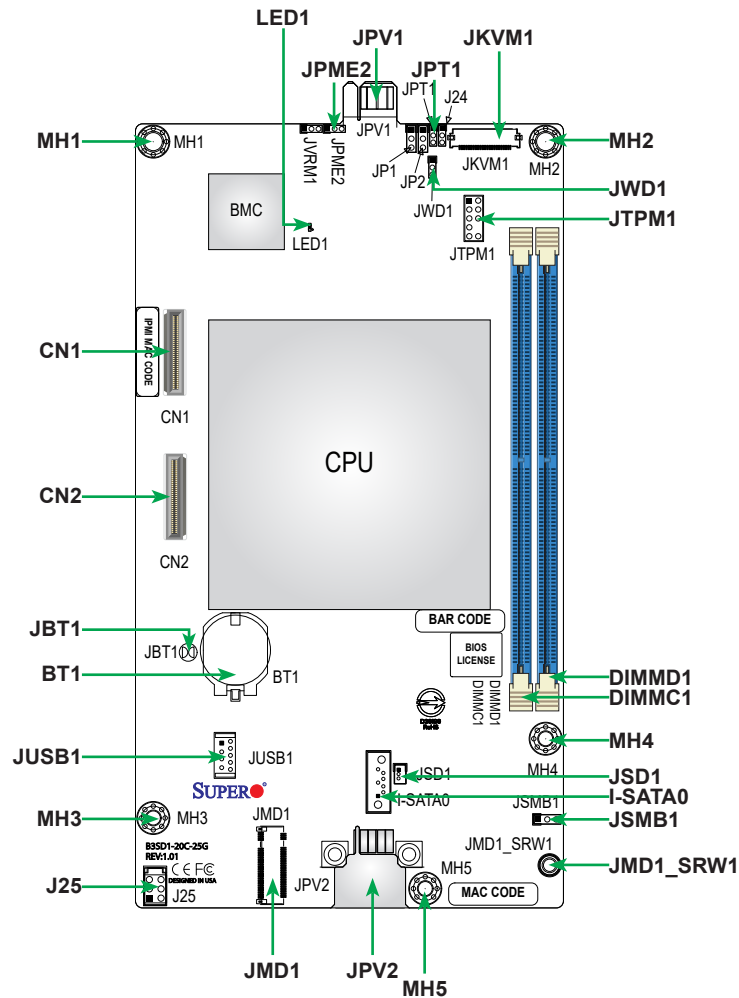 LED1
JPV1
JKVM1
JPME2
JPT1
JPT1
J24
MH1
MH1
JVRM1
JPME2
JPV1
JP1
JP2
JKVM1
MH2
MH2
JWD1
JWD1
BMC
JTPM1
JTPM1
LED1
IPMI MAC CODE
CN1
CN1
CPU
CN2
CN2
BAR CODE
JBT1
JBT1
BIOS
LICENSE
BT1
BT1
DIMMC1
DIMMD1
DIMMD1
DIMMC1
RoHS
MH4
MH4
JUSB1
JUSB1
JSD1
JSD1
SUPER
I-SATA0
I-SATA0
MH3
MH3
JMD1
JSMB1
JSMB1
B3SD1-20C-25G
REV:1.01
CE FC
DESIGNED IN USA
JMD1_SRW1
JMD1_SRW1
J25
J25
JPV2
MH5
MAC CODE
JMD1
JPV2
MH5